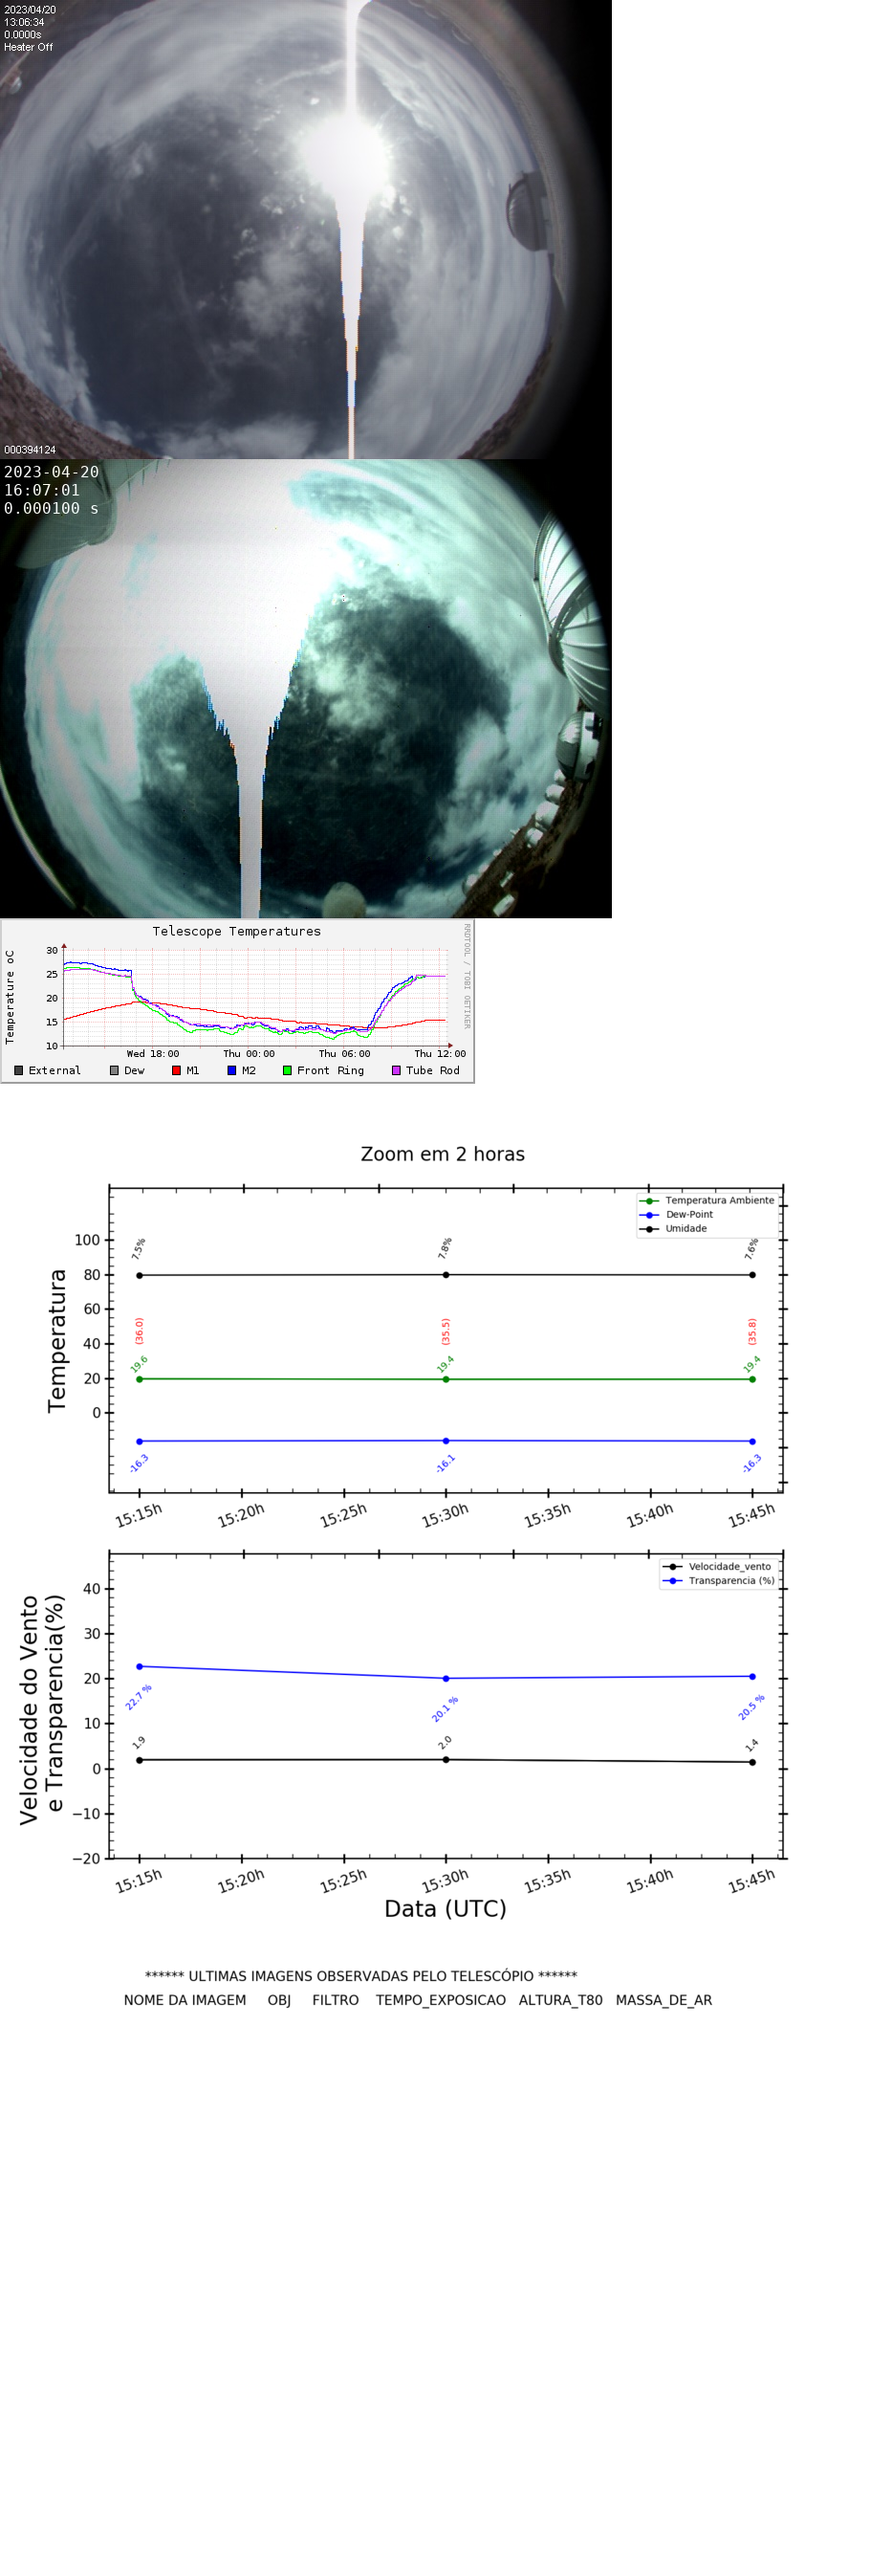 2023/04/20
13:06:34
0.0000s
Heater Off
000394124
2023-04-20
16:07:01
0.000100 s
Telescope Temperatures
RRDTOOL / TOBI OETIKER
Temperature oC
30
25
20
15
10
Wed 18:00 Thu 00:00 Thu 06:00 Thu 12:00
External Dew M1 M2 Front Ring Tube Rod
Zoom em 2 horas
Temperatura Ambiente
Dew-Point
Umidade
Temperatura
100
80
60
40
20
0
7.5% 7.8% 7.6%
(36.0) (35.5) (35.8)
19.6 19.4 19.4
-16.3 -16.1 -16.3
15:15h 15:20h 15:25h 15:30h 15:35h 15:40h 15:45h
Velocidade_vento
Transparencia (%)
Velocidade do Vento
e Transparencia(%)
40
30
20
10
0
−10
−20
22.7 % 20.1 % 20.5 %
1.9 2.0 1.4
15:15h 15:20h 15:25h 15:30h 15:35h 15:40h 15:45h
Data (UTC)
****** ULTIMAS IMAGENS OBSERVADAS PELO TELESCÓPIO ******
NOME DA IMAGEM OBJ FILTRO TEMPO_EXPOSICAO ALTURA_T80 MASSA_DE_AR